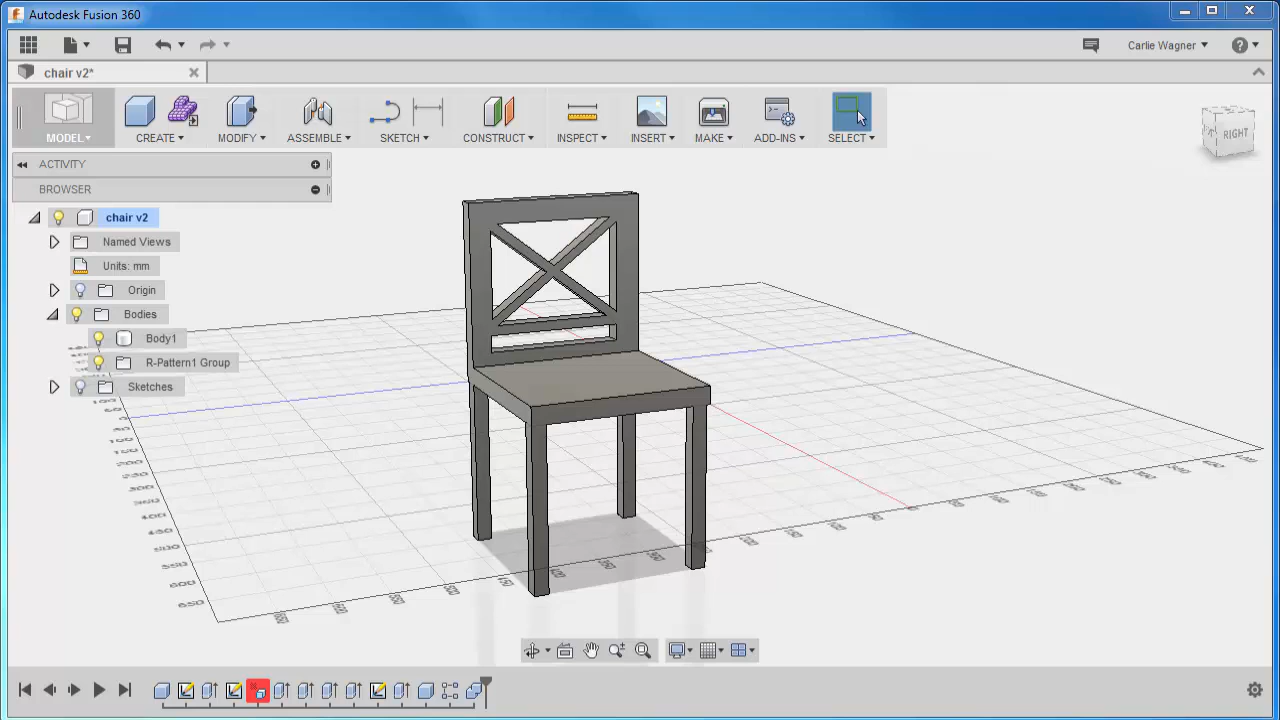 Autodesk Fusion 360
Carlie Wagner
chair v2*
MODEL
CREATE
MODIFY
ASSEMBLE
SKETCH
CONSTRUCT
INSPECT
INSERT
MAKE
ADD-INS
SELECT
RIGHT
ACTIVITY
BROWSER
chair v2
Named Views
Units: mm
Origin
Bodies
Body1
R-Pattern1 Group
Sketches